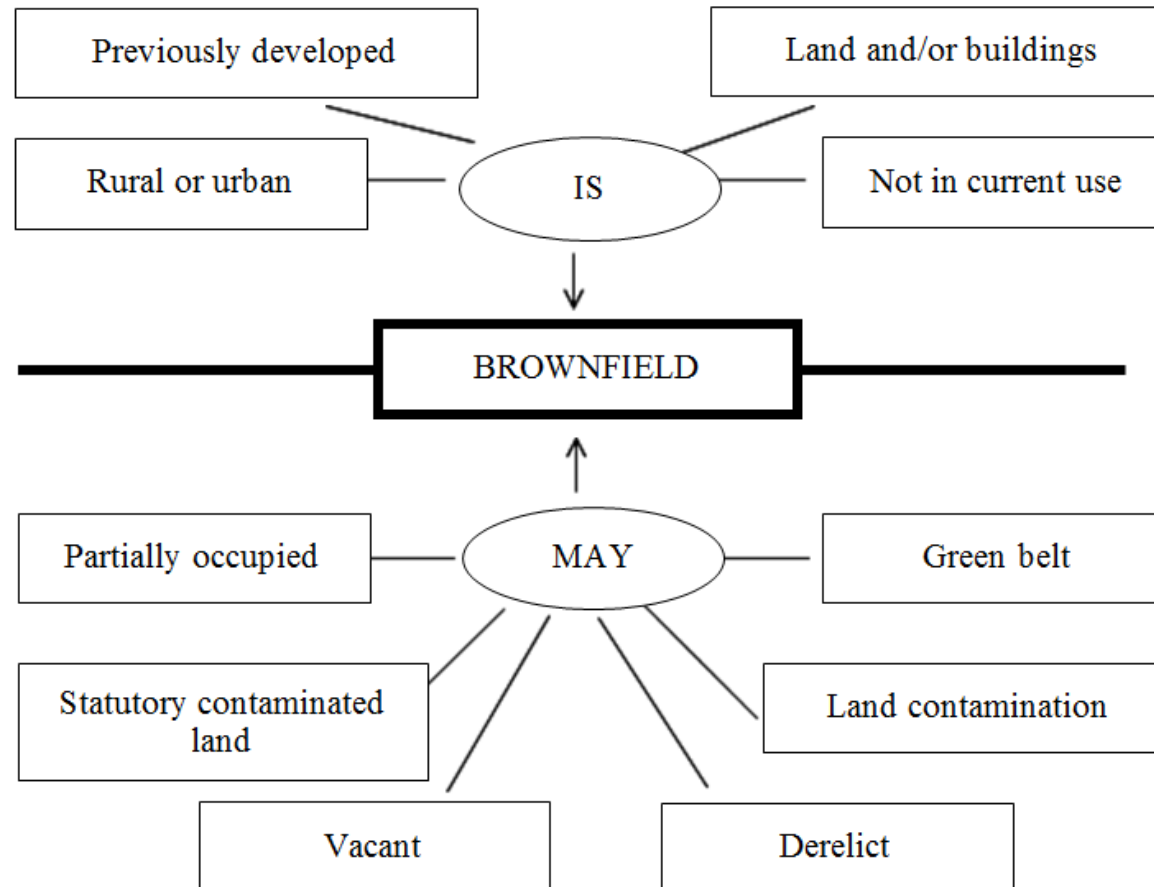 Previously developed
Land and/or buildings
Rural or urban
IS
Not in current use
BROWNFIELD
Partially occupied
MAY
Green belt
Statutory contaminated
land
Land contamination
Vacant
Derelict